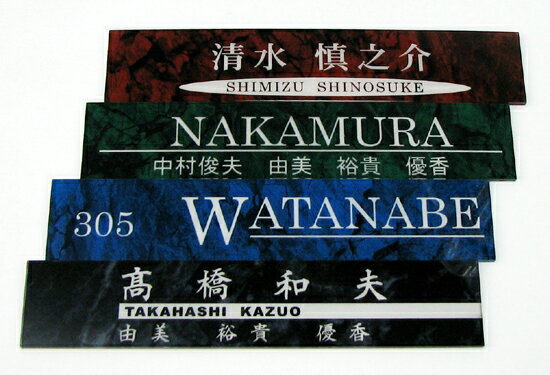 清水 慎之介
SHIMIZU SHINOSUKE
NAKAMURA
中村俊夫 由美 裕貴 優香
305 WATANABE
髙橋和夫
TAKAHASHI KAZUO
由美 裕貴 優香